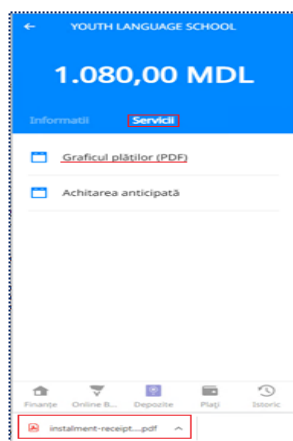 YOUTH LANGUAGE SCHOOL
1.080,00 MDL
Informatii Servicii
Graficul plăților (PDF)
Achitarea anticipată
Finanțe Online B... Depozite Plați Istoric
instalment-receipt....pdf